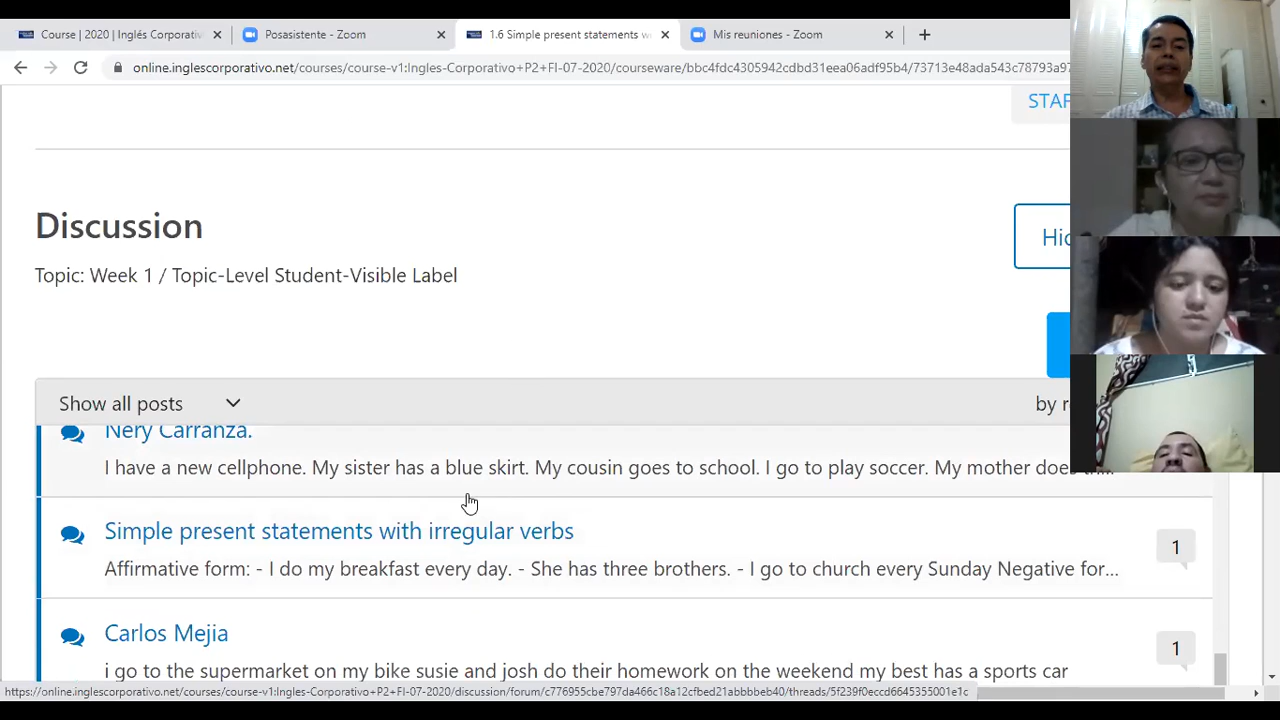 Course | 2020 | Inglés Corporativ
Posasistente - Zoom
1.6 Simple present statements w
Mis reuniones - Zoom
online.inglescorporativo.net/courses/course-v1:Ingles-Corporativo+P2+FI-07-2020/courseware/bbc4fdc4305942cdbd31eea06adf95b4/73713e48ada543c78793a97
STAF
Discussion
Topic: Week 1 / Topic-Level Student-Visible Label
Hid
Show all posts
by r
Nery Carranza.
I have a new cellphone. My sister has a blue skirt. My cousin goes to school. I go to play soccer. My mother does
Simple present statements with irregular verbs
1
Affirmative form: - I do my breakfast every day. - She has three brothers. - I go to church every Sunday Negative for...
Carlos Mejia
1
i go to the supermarket on my bike susie and josh do their homework on the weekend my best has a sports car
https://online.inglescorporativo.net/courses/course-v1:Ingles-Corporativo+P2+FI-07-2020/discussion/forum/c776955cbe797da466c18a12cfbed21abbbbeb40/threads/5f239f0eccd6645355001e1c